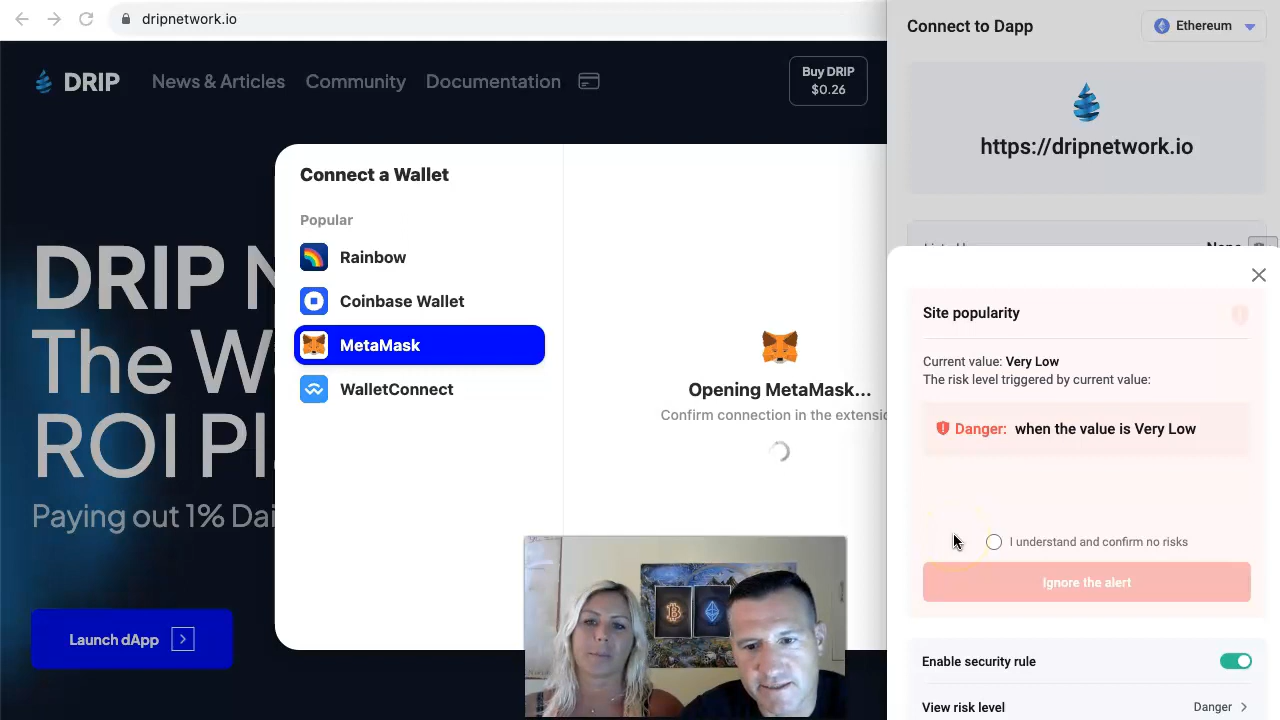 dripnetwork.io
DRIP
News & Articles
Community
Documentation
Buy DRIP
$0.26
DRIP N
The W
ROI Pl
Paying out 1% Dai
Launch dApp
Connect a Wallet
Popular
Rainbow
Coinbase Wallet
MetaMask
WalletConnect
Opening MetaMask...
Confirm connection in the extensio
Connect to Dapp
Ethereum
https://dripnetwork.io
Site popularity
Current value: Very Low
The risk level triggered by current value:
Danger: when the value is Very Low
I understand and confirm no risks
Ignore the alert
Enable security rule
View risk level
Danger